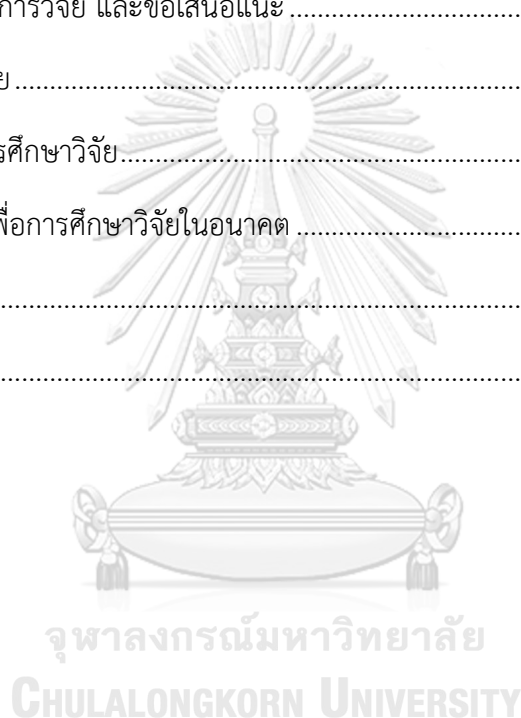 การวิจัย และข้อเสนอแนะ ................................
ย ................................................................
รศึกษาวิจัย ..................................................
พื่อการศึกษาวิจัยในอนาคต ............................
................................................................
................................................................
จุฬาลงกรณ์มหาวิทยาลัย
CHULALONGKORN UNIVERSITY